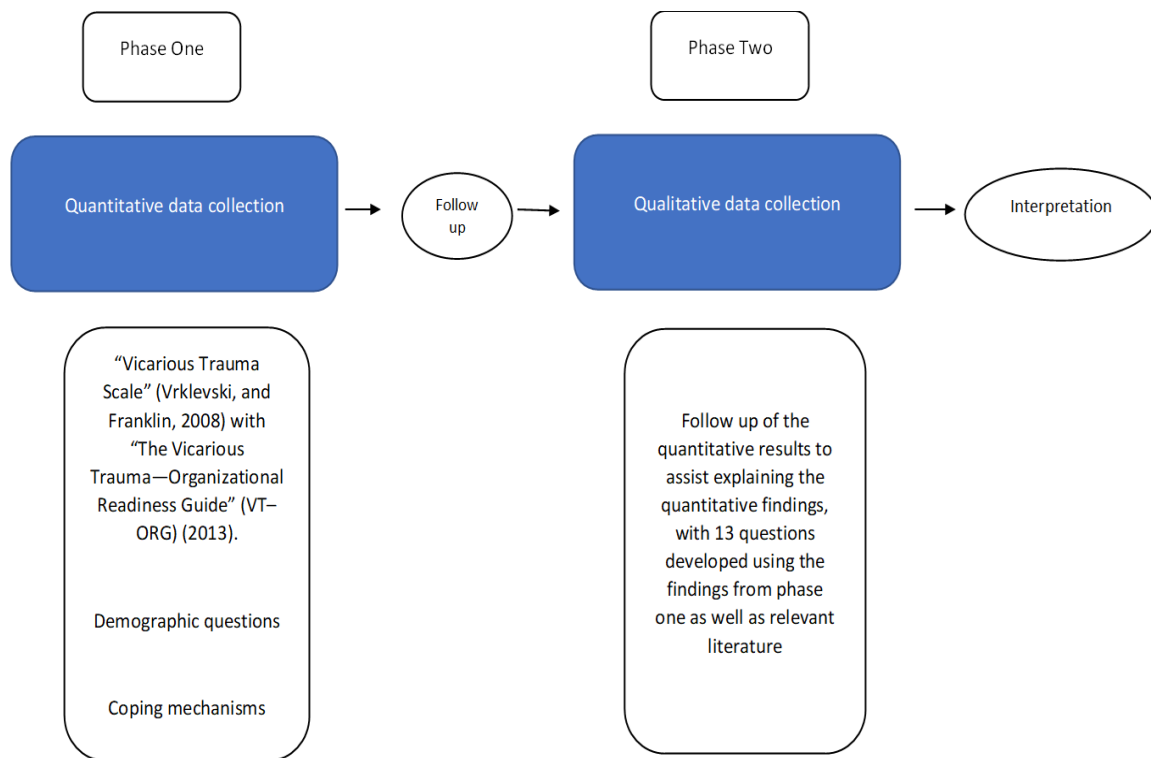 Phase One
Phase Two
Quantitative data collection
Follow
up
Qualitative data collection
Interpretation
“Vicarious Trauma
Scale” (Vrklevski, and
Franklin, 2008) with
“The Vicarious
Trauma—Organizational
Readiness Guide” (VT–
ORG) (2013).
Demographic questions
Coping mechanisms
Follow up of the
quantitative results to
assist explaining the
quantitative findings,
with 13 questions
developed using the
findings from phase
one as well as relevant
literature